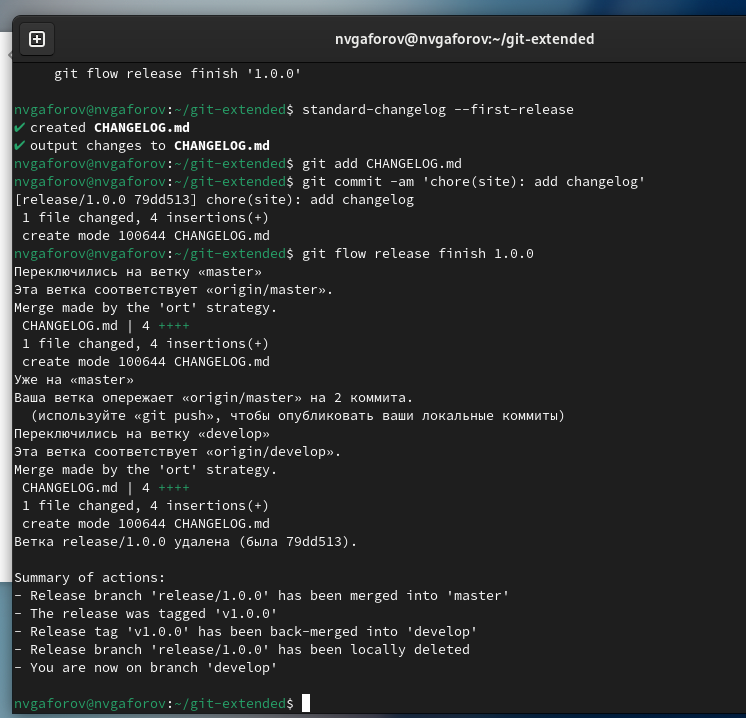 nvgaforov@nvgaforov:~/git-extended
git flow release finish '1.0.0'
nvgaforov@nvgaforov:~/git-extended$ standard-changelog --first-release
✔ created CHANGELOG.md
✔ output changes to CHANGELOG.md
nvgaforov@nvgaforov:~/git-extended$ git add CHANGELOG.md
nvgaforov@nvgaforov:~/git-extended$ git commit -am 'chore(site): add changelog'
[release/1.0.0 79dd513] chore(site): add changelog
1 file changed, 4 insertions(+)
create mode 100644 CHANGELOG.md
nvgaforov@nvgaforov:~/git-extended$ git flow release finish 1.0.0
Переключились на ветку «master»
Эта ветка соответствует «origin/master».
Merge made by the 'ort' strategy.
CHANGELOG.md | 4 ++++
1 file changed, 4 insertions(+)
create mode 100644 CHANGELOG.md
Уже на «master»
Ваша ветка опережает «origin/master» на 2 коммита.
(используйте «git push», чтобы опубликовать ваши локальные коммиты)
Переключились на ветку «develop»
Эта ветка соответствует «origin/develop».
Merge made by the 'ort' strategy.
CHANGELOG.md | 4 ++++
1 file changed, 4 insertions(+)
create mode 100644 CHANGELOG.md
Ветка release/1.0.0 удалена (была 79dd513).
Summary of actions:
- Release branch 'release/1.0.0' has been merged into 'master'
- The release was tagged 'v1.0.0'
- Release tag 'v1.0.0' has been back-merged into 'develop'
- Release branch 'release/1.0.0' has been locally deleted
- You are now on branch 'develop'
nvgaforov@nvgaforov:~/git-extended$